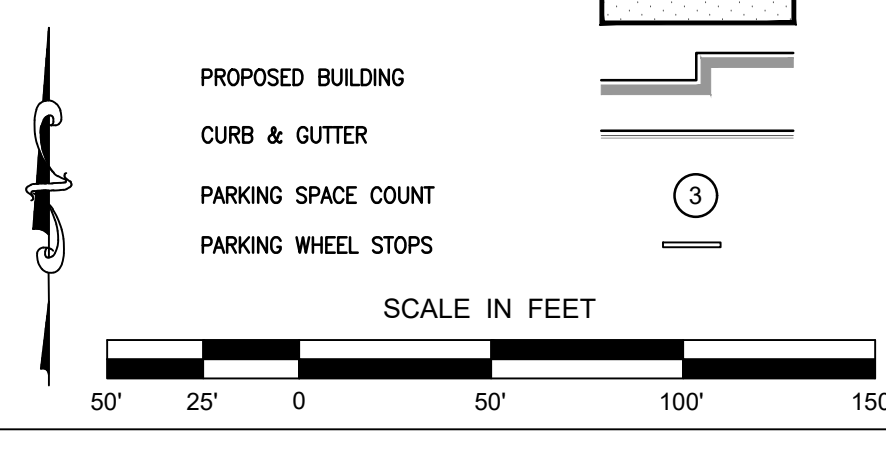 PROPOSED BUILDING
CURB & GUTTER
PARKING SPACE COUNT 3
PARKING WHEEL STOPS
SCALE IN FEET
50' 25' 0 50' 100' 150